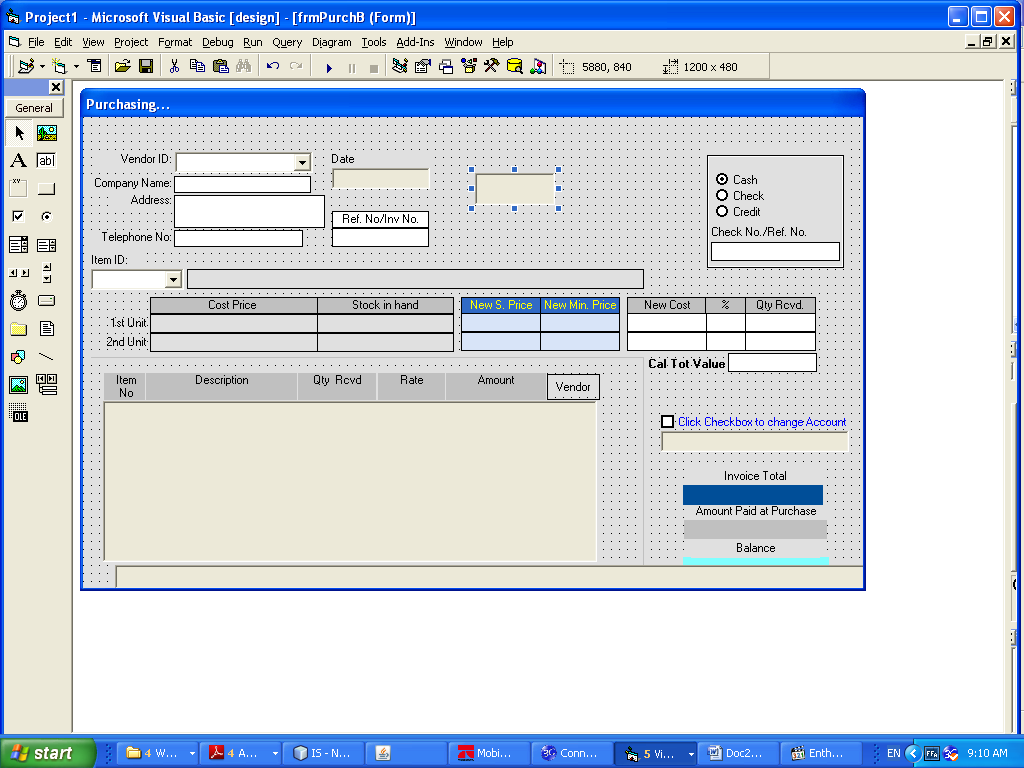 Project1 - Microsoft Visual Basic [design] - [frmPurchB (Form)]
File Edit View Project Format Debug Run Query Diagram Tools Add-Ins Window Help
5880, 840 1200 x 480
General
A ab|
xy
OLE
Purchasing...
Vendor ID: Date
Company Name:
Address:
Ref. No/Inv No.
Telephone No:
Cash
Check
Credit
Check No./Ref. No.
Item ID:
Cost Price Stock in hand New S. Price New Min. Price New Cost % Qty Rcvd.
1st Unit
2nd Unit
Cal Tot Value
Item No Description Qty Rcvd Rate Amount Vendor
Click Checkbox to change Account
Invoice Total
Amount Paid at Purchase
Balance
start 4 W... 4 A... IS - N... Mobi... Conn... 5 Vi... Doc2... Enth... EN 9:10 AM